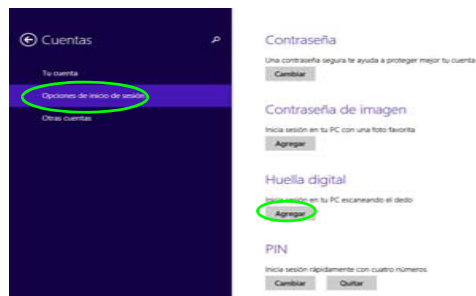 Cuentas
Tu cuenta
Opciones de inicio de sesión
Otras cuentas
Contraseña
Una contraseña segura te ayuda a proteger mejor tu cuenta
Cambiar
Contraseña de imagen
Inicia sesión en tu PC con una foto favorita
Agregar
Huella digital
Inicia sesión en tu PC escaneando el dedo
Agregar
PIN
Inicia sesión rápidamente con cuatro números
Cambiar Quitar